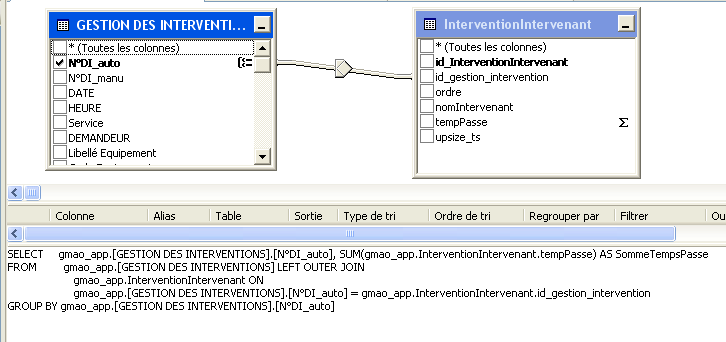 GESTION DES INTERVENTI...
* (Toutes les colonnes)
N°DI_auto
N°DI_manu
DATE
HEURE
Service
DEMANDEUR
Libellé Equipement
InterventionIntervenant
* (Toutes les colonnes)
id_InterventionIntervenant
id_gestion_intervention
ordre
nomIntervenant
tempPasse Σ
upsize_ts
Colonne Alias Table Sortie Type de tri Ordre de tri Regrouper par Filtrer Ou
SELECT gmao_app.[GESTION DES INTERVENTIONS].[N°DI_auto], SUM(gmao_app.InterventionIntervenant.tempPasse) AS SommeTempsPasse
FROM gmao_app.[GESTION DES INTERVENTIONS] LEFT OUTER JOIN
gmao_app.InterventionIntervenant ON
gmao_app.[GESTION DES INTERVENTIONS].[N°DI_auto] = gmao_app.InterventionIntervenant.id_gestion_intervention
GROUP BY gmao_app.[GESTION DES INTERVENTIONS].[N°DI_auto]